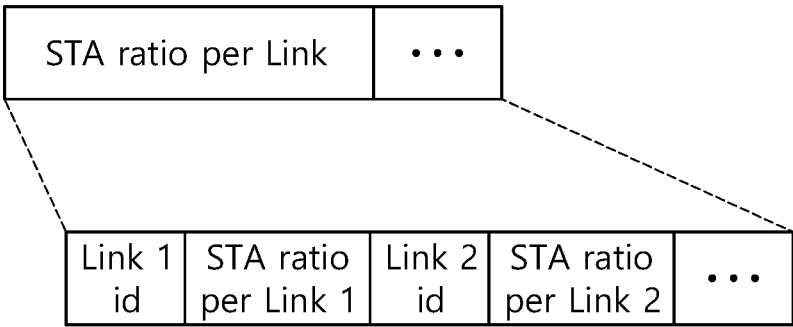 STA ratio per Link
···
Link 1
id
STA ratio
per Link 1
Link 2
id
STA ratio
per Link 2
···